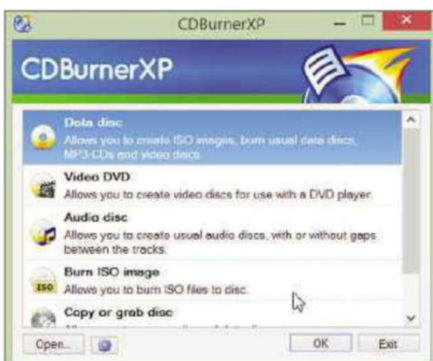 CDBurnerXP
CDBurnerXP
Data disc
Allows you to create ISO images, burn usual data discs,
MP3-CDs and video discs.
Video DVD
Allows you to create video discs for use with a DVD player.
Audio disc
Allows you to create usual audio discs, with or without gaps
between the tracks.
Burn ISO image
ISO
Allows you to burn ISO files to disc.
Copy or grab disc
Open...
OK
Exit